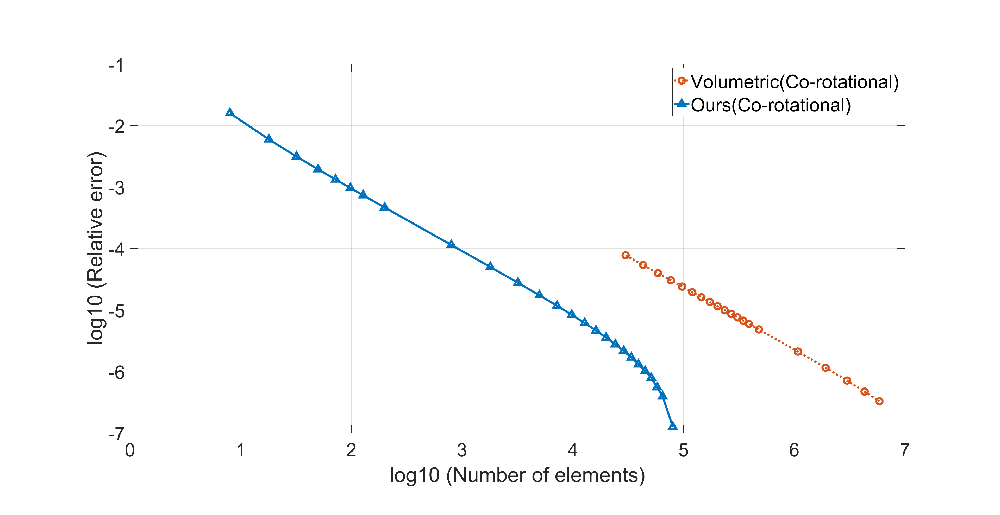 -1
-2
-3
-4
-5
-6
-7
log10 (Relative error)
0 1 2 3 4 5 6 7
log10 (Number of elements)
Volumetric(Co-rotational)
Ours(Co-rotational)